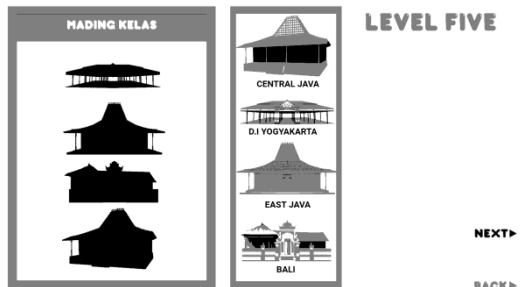 MADING KELAS
CENTRAL JAVA
D.I YOGYAKARTA
EAST JAVA
BALI
LEVEL FIVE
NEXT
BACK